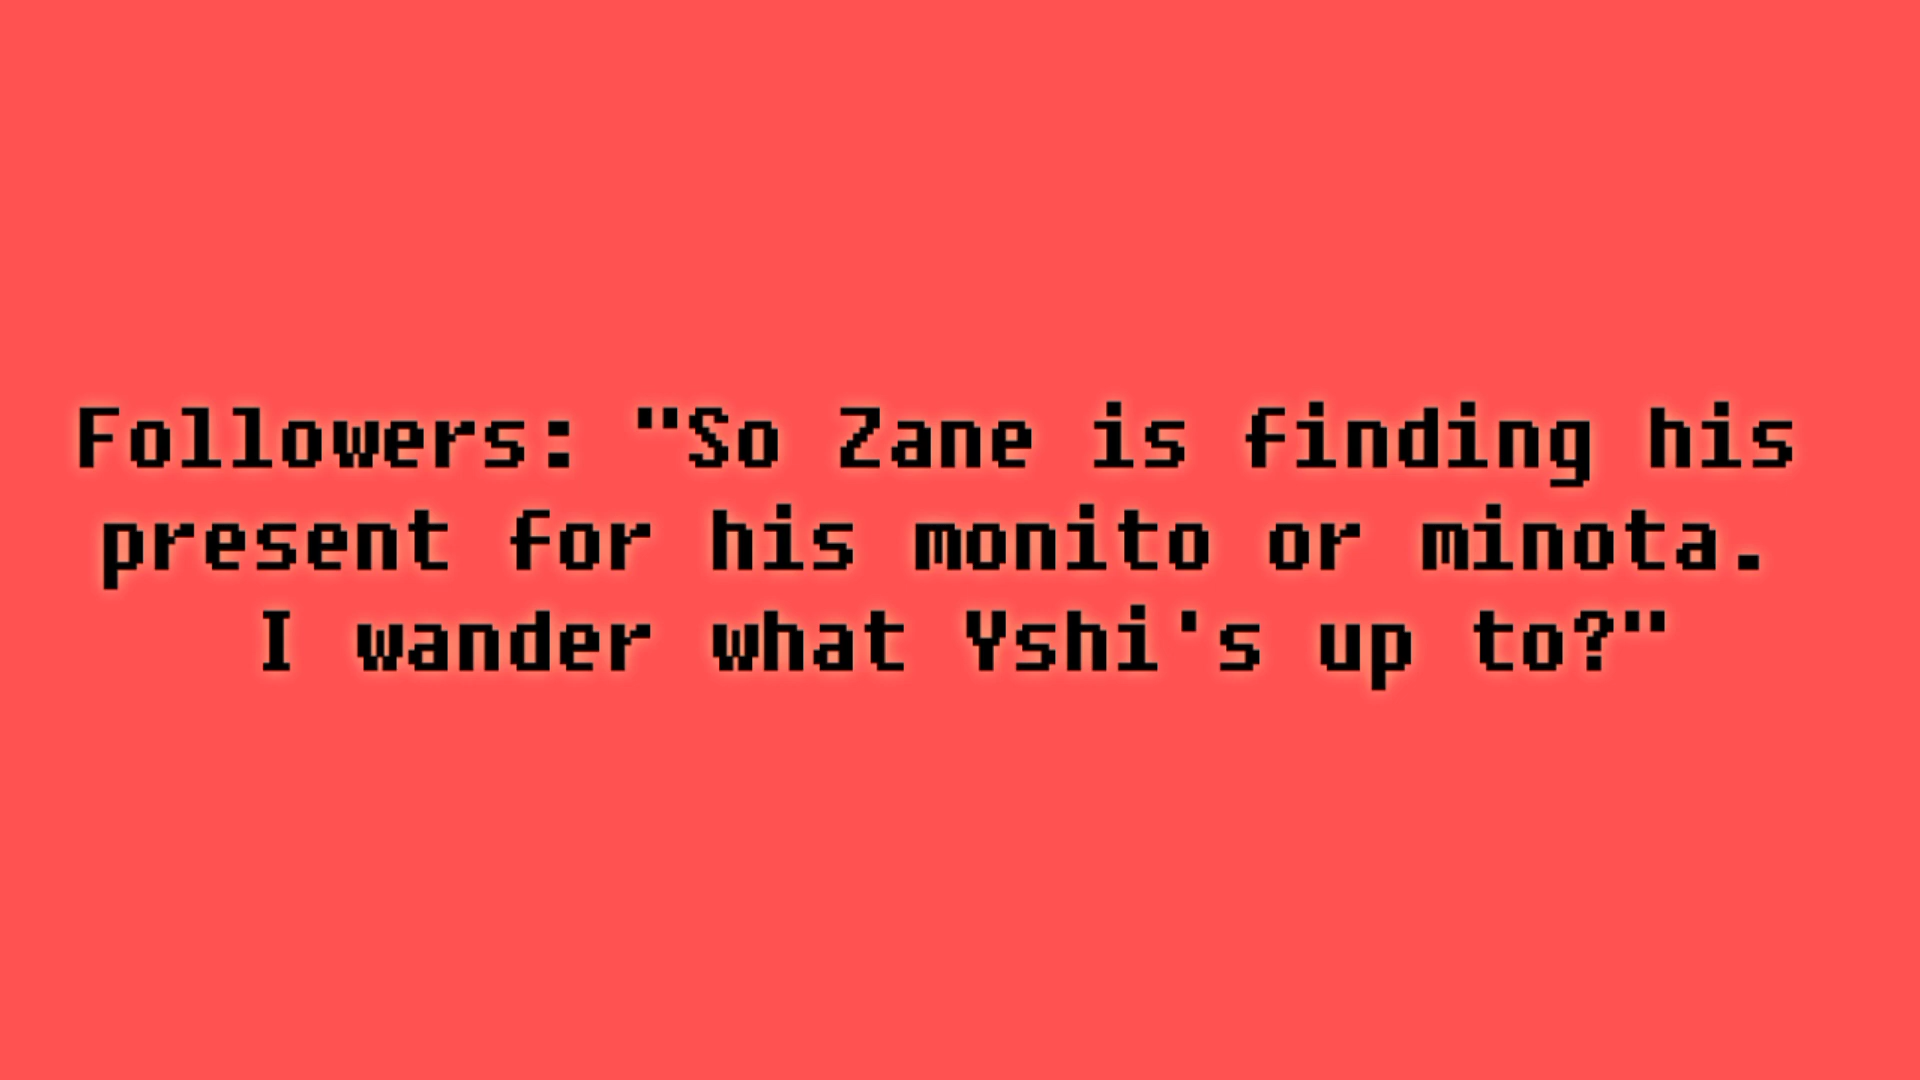 Followers: "So Zane is finding his
present for his monito or minota.
I wander what Yshi's up to?"